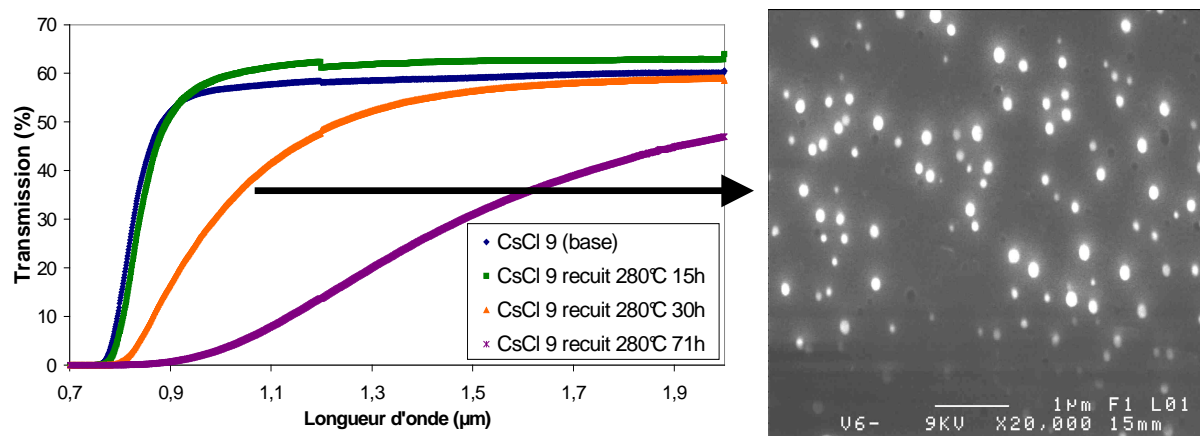 70
60
50
40
30
20
10
0
Transmission (%)
0,7 0,9 1,1 1,3 1,5 1,7 1,9
Longueur d'onde (µm)
CsCl 9 (base)
CsCl 9 recuit 280°C 15h
CsCl 9 recuit 280°C 30h
CsCl 9 recuit 280°C 71h
1µm F1 L01
V6- 9KV X20,000 15mm